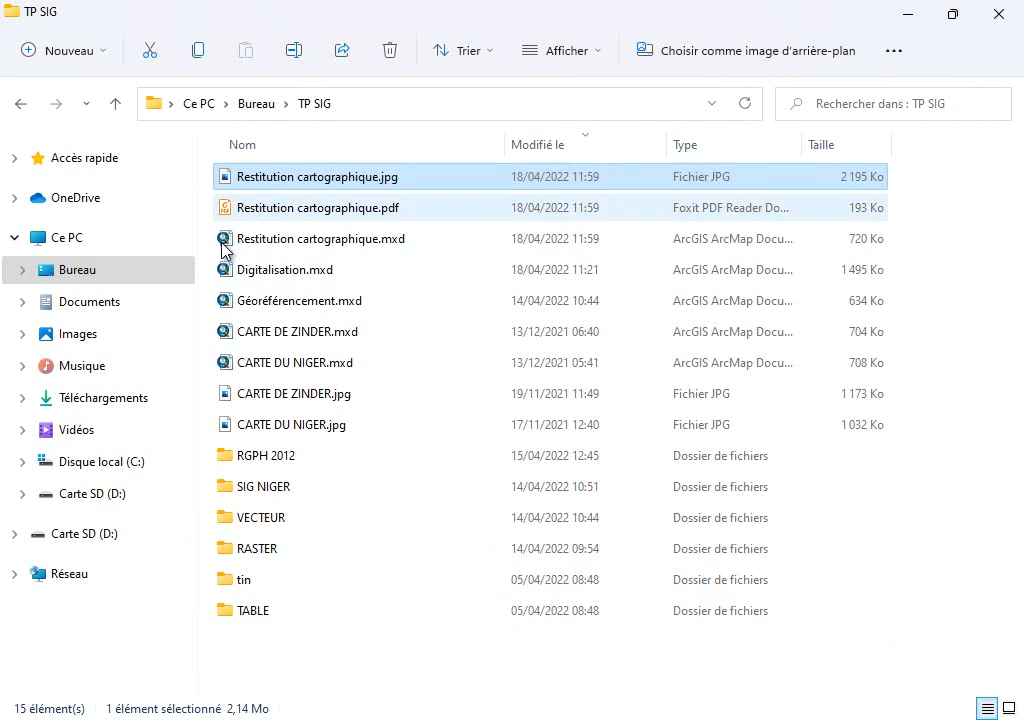 TP SIG
Nouveau
Trier
Afficher
Choisir comme image d'arrière-plan
Ce PC > Bureau > TP SIG
Rechercher dans : TP SIG
Nom Modifié le Type Taille
Accès rapide
OneDrive
Ce PC
Bureau
Documents
Images
Musique
Téléchargements
Vidéos
Disque local (C:)
Carte SD (D:)
Carte SD (D:)
Réseau
Restitution cartographique.jpg 18/04/2022 11:59 Fichier JPG 2 195 Ko
Restitution cartographique.pdf 18/04/2022 11:59 Foxit PDF Reader Do... 193 Ko
Restitution cartographique.mxd 18/04/2022 11:59 ArcGIS ArcMap Docu... 720 Ko
Digitalisation.mxd 18/04/2022 11:21 ArcGIS ArcMap Docu... 1 495 Ko
Géoréférencement.mxd 14/04/2022 10:44 ArcGIS ArcMap Docu... 634 Ko
CARTE DE ZINDER.mxd 13/12/2021 06:40 ArcGIS ArcMap Docu... 704 Ko
CARTE DU NIGER.mxd 13/12/2021 05:41 ArcGIS ArcMap Docu... 708 Ko
CARTE DE ZINDER.jpg 19/11/2021 11:49 Fichier JPG 1 173 Ko
CARTE DU NIGER.jpg 17/11/2021 12:40 Fichier JPG 1 032 Ko
RGPH 2012 15/04/2022 12:45 Dossier de fichiers
SIG NIGER 14/04/2022 10:51 Dossier de fichiers
VECTEUR 14/04/2022 10:44 Dossier de fichiers
RASTER 14/04/2022 09:54 Dossier de fichiers
tin 05/04/2022 08:48 Dossier de fichiers
TABLE 05/04/2022 08:48 Dossier de fichiers
15 élément(s) 1 élément sélectionné 2,14 Mo